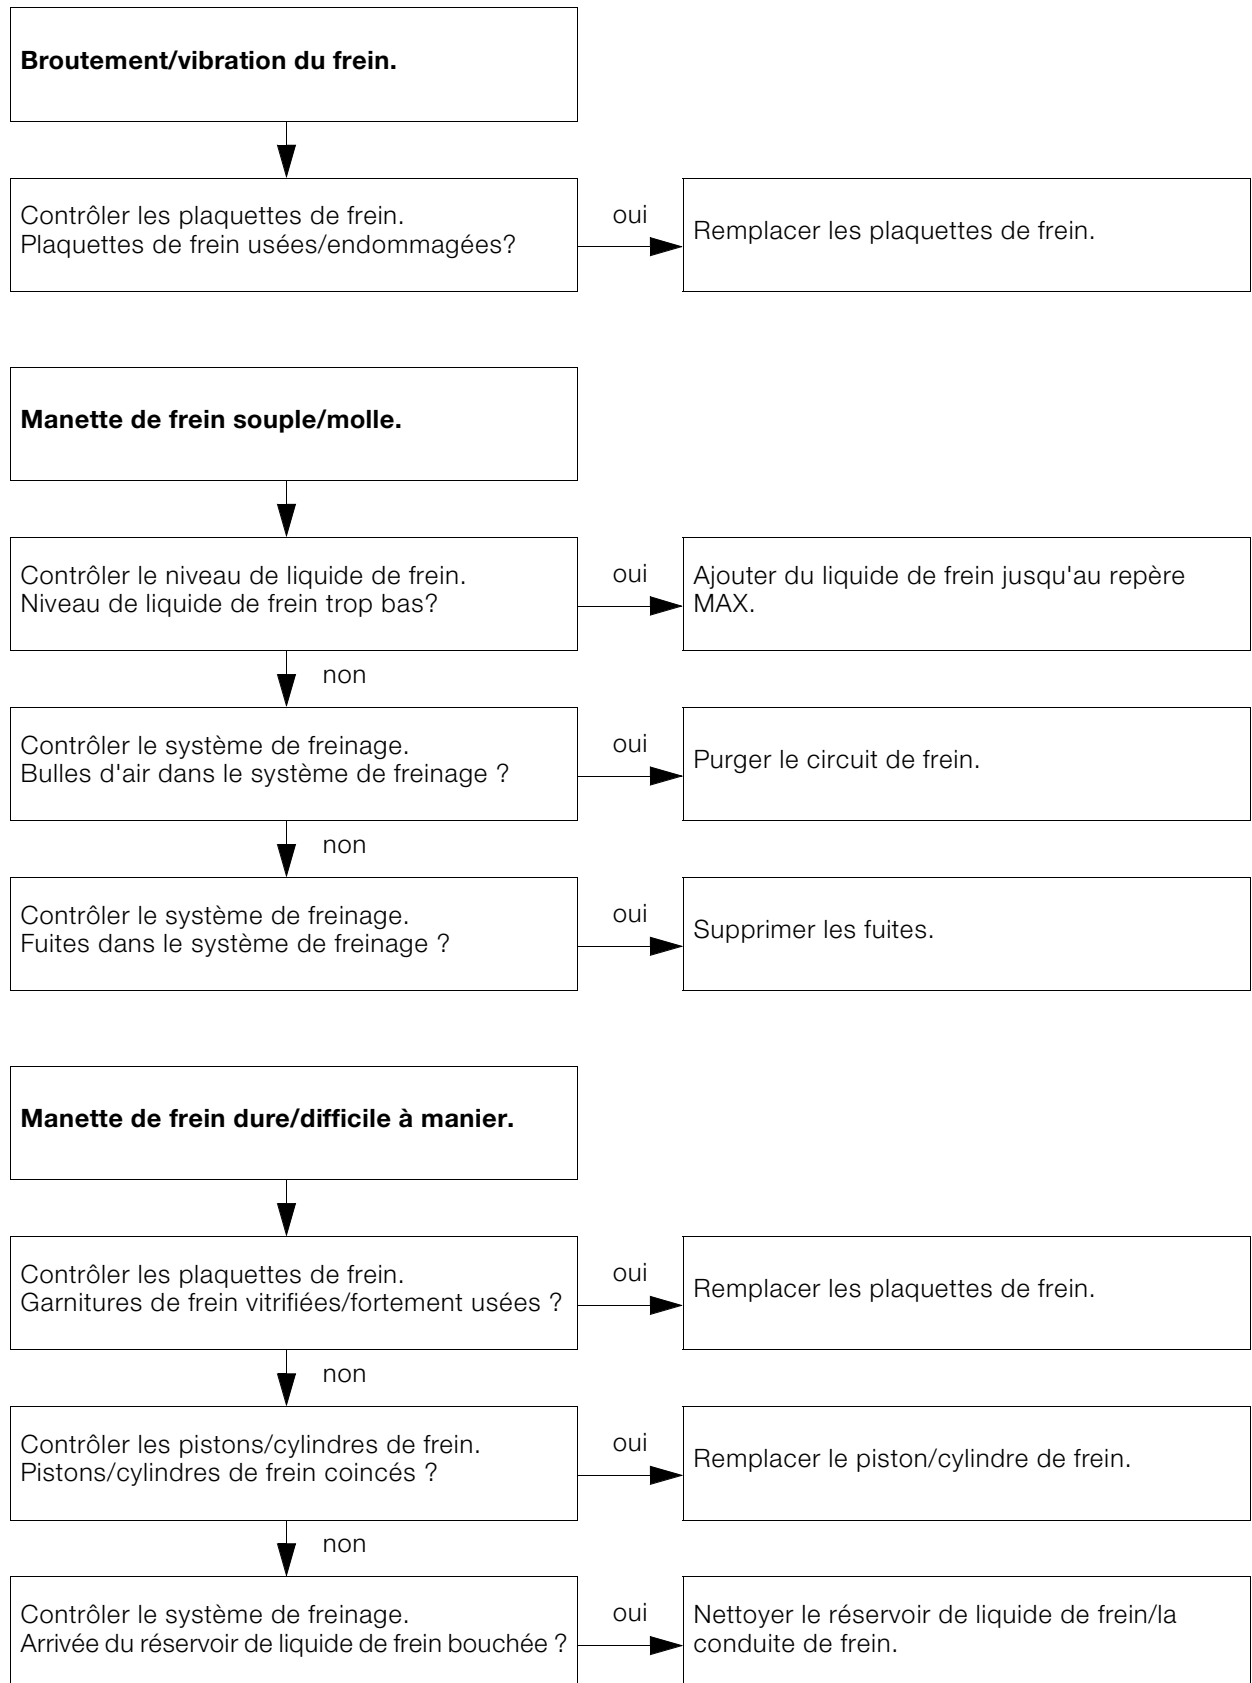 Broutement/vibration du frein.
Contrôler les plaquettes de frein.
Plaquettes de frein usées/endommagées?
oui
Remplacer les plaquettes de frein.
Manette de frein souple/molle.
Contrôler le niveau de liquide de frein.
Niveau de liquide de frein trop bas?
oui
Ajouter du liquide de frein jusqu'au repère
MAX.
non
Contrôler le système de freinage.
Bulles d'air dans le système de freinage ?
oui
Purger le circuit de frein.
non
Contrôler le système de freinage.
Fuites dans le système de freinage ?
oui
Supprimer les fuites.
Manette de frein dure/difficile à manier.
Contrôler les plaquettes de frein.
Garnitures de frein vitrifiées/fortement usées ?
oui
Remplacer les plaquettes de frein.
non
Contrôler les pistons/cylindres de frein.
Pistons/cylindres de frein coincés ?
oui
Remplacer le piston/cylindre de frein.
non
Contrôler le système de freinage.
Arrivée du réservoir de liquide de frein bouchée ?
oui
Nettoyer le réservoir de liquide de frein/la
conduite de frein.